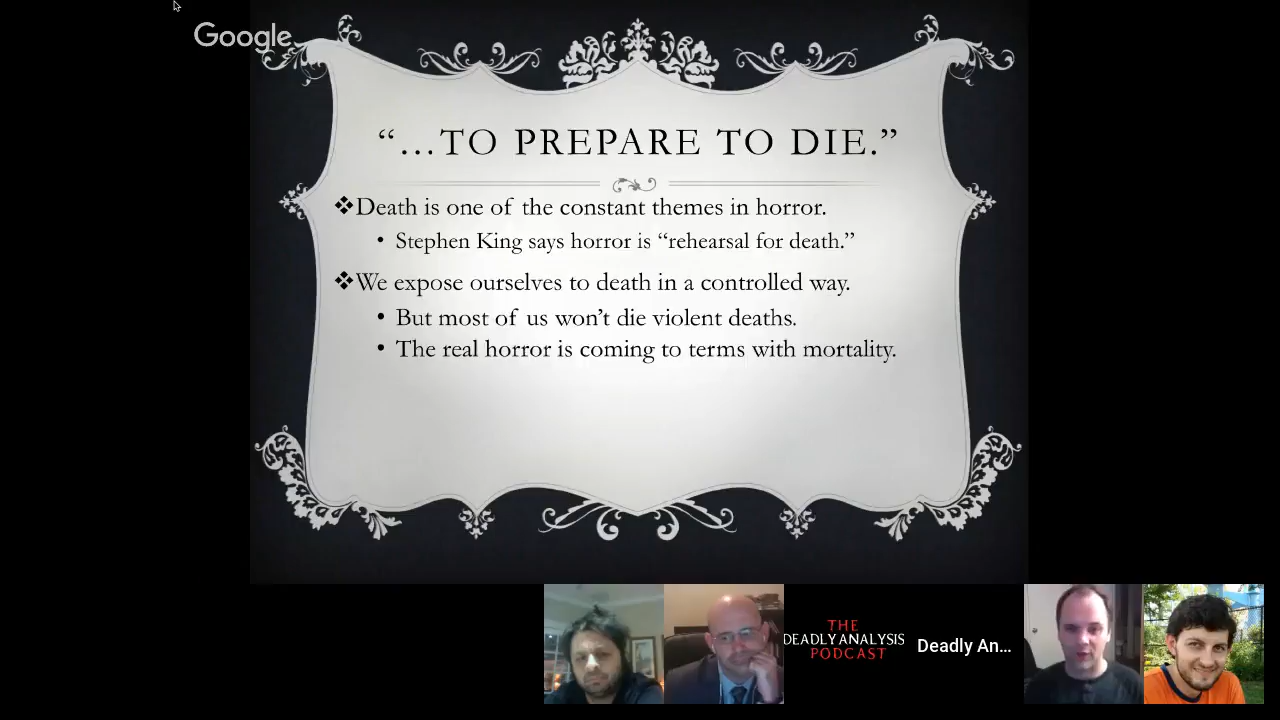 Google
“...TO PREPARE TO DIE.”
❖Death is one of the constant themes in horror.
• Stephen King says horror is “rehearsal for death.”
❖We expose ourselves to death in a controlled way.
• But most of us won’t die violent deaths.
• The real horror is coming to terms with mortality.
THE
DEADLY ANALYSIS
PODCAST
Deadly An...